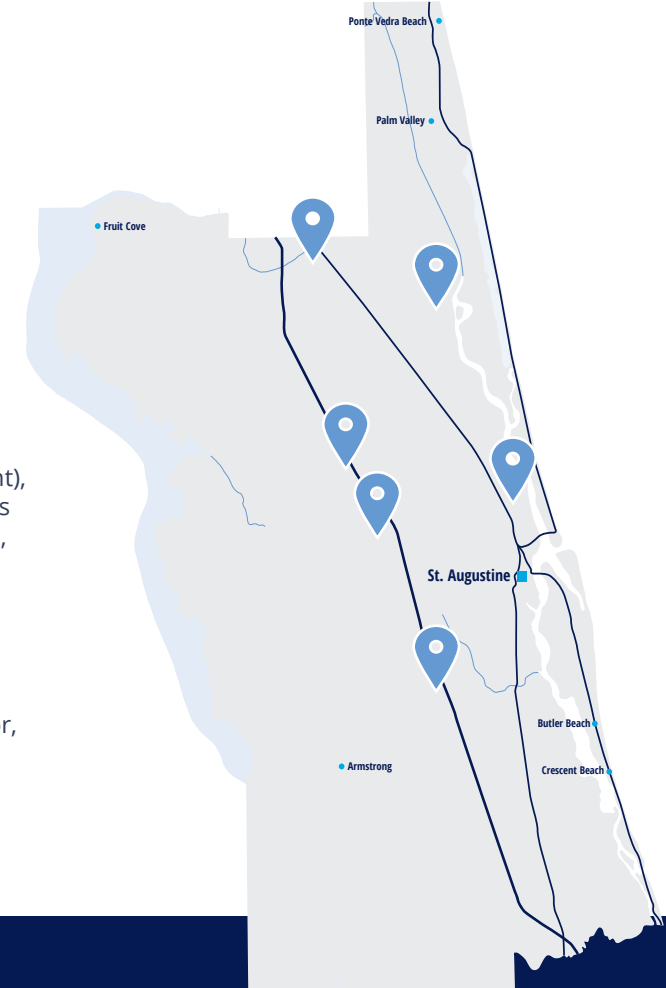 Ponte Vedra Beach
Palm Valley
Fruit Cove
s
,
St. Augustine
Butler Beach
Crescent Beach
Armstrong